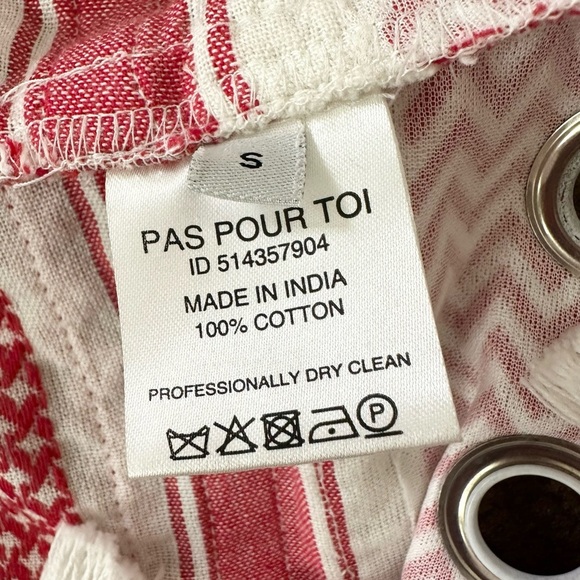 S
PAS POUR TOI
ID 514357904
MADE IN INDIA
100% COTTON
PROFESSIONALLY DRY CLEAN
P